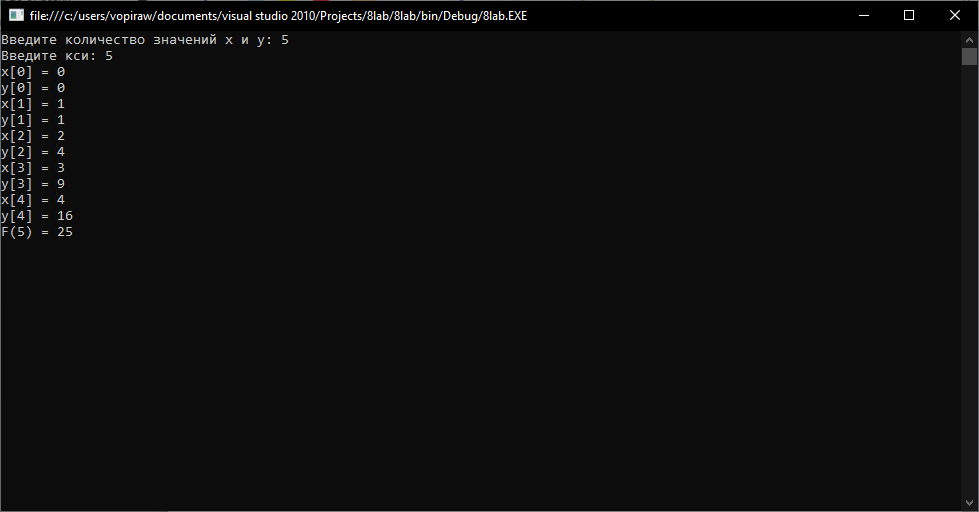 file:///c:/users/vopiraw/documents/visual studio 2010/Projects/8lab/8lab/bin/Debug/8lab.EXE
Введите количество значений x и y: 5
Введите кси: 5
x[0] = 0
y[0] = 0
x[1] = 1
y[1] = 1
x[2] = 2
y[2] = 4
x[3] = 3
y[3] = 9
x[4] = 4
y[4] = 16
F(5) = 25